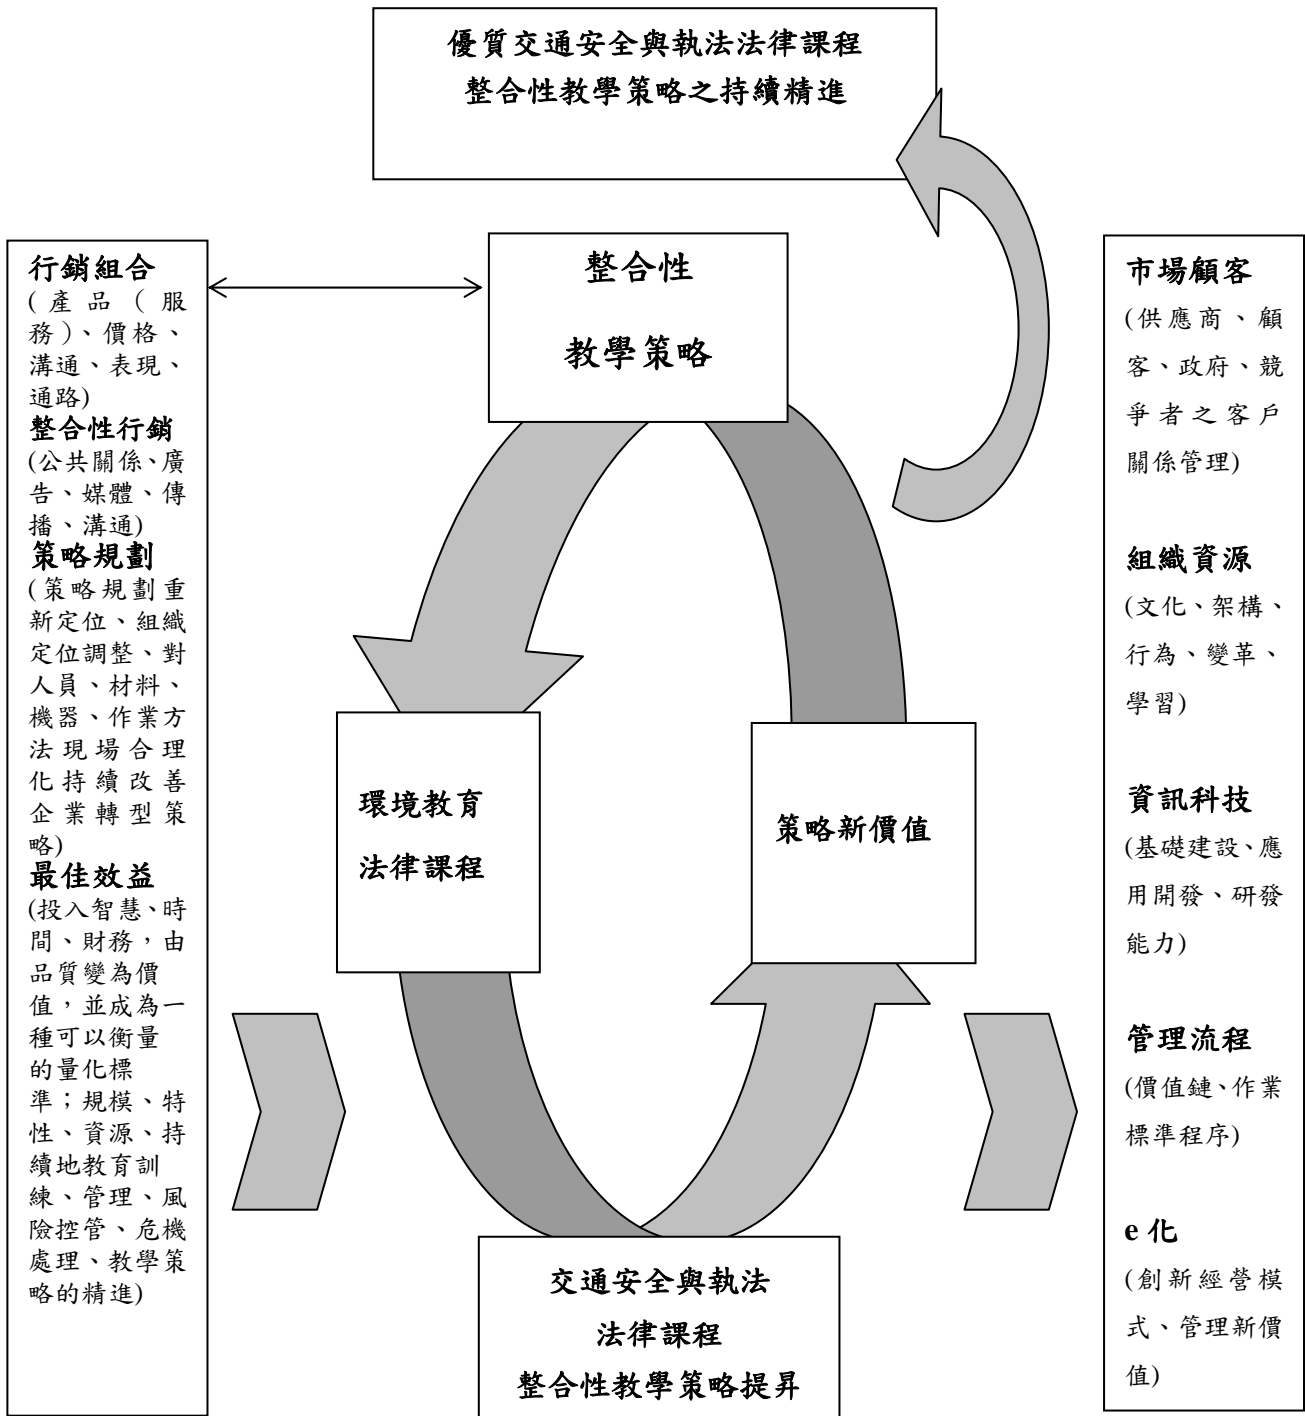 優質交通安全與執法法律課程
整合性教學策略之持續精進
行銷組合
(產品（服
務)、價格、
溝通、表現、
通路)
整合性行銷
(公共關係、廣
告、媒體、傳
播、溝通)
策略規劃
(策略規劃重
新定位、組織
定位調整、對
人員、材料、
機器、作業方
法現場合理
化持續改善
企業轉型策
略)
最佳效益
(投入智慧、時
間、財務，由
品質變為價
值，並成為一
種可以衡量
的量化標
準；規模、特
性、資源、持
續地教育訓
練、管理、風
險控管、危機
處理、教學策
略的精進)
整合性
教學策略
環境教育
法律課程
策略新價值
交通安全與執法
法律課程
整合性教學策略提昇
市場顧客
(供應商、顧
客、政府、競
爭者之客戶
關係管理)
組織資源
(文化、架構、
行為、變革、
學習)
資訊科技
(基礎建設、應
用開發、研發
能力)
管理流程
(價值鏈、作業
標準程序)
e 化
(創新經營模
式、管理新價
值)